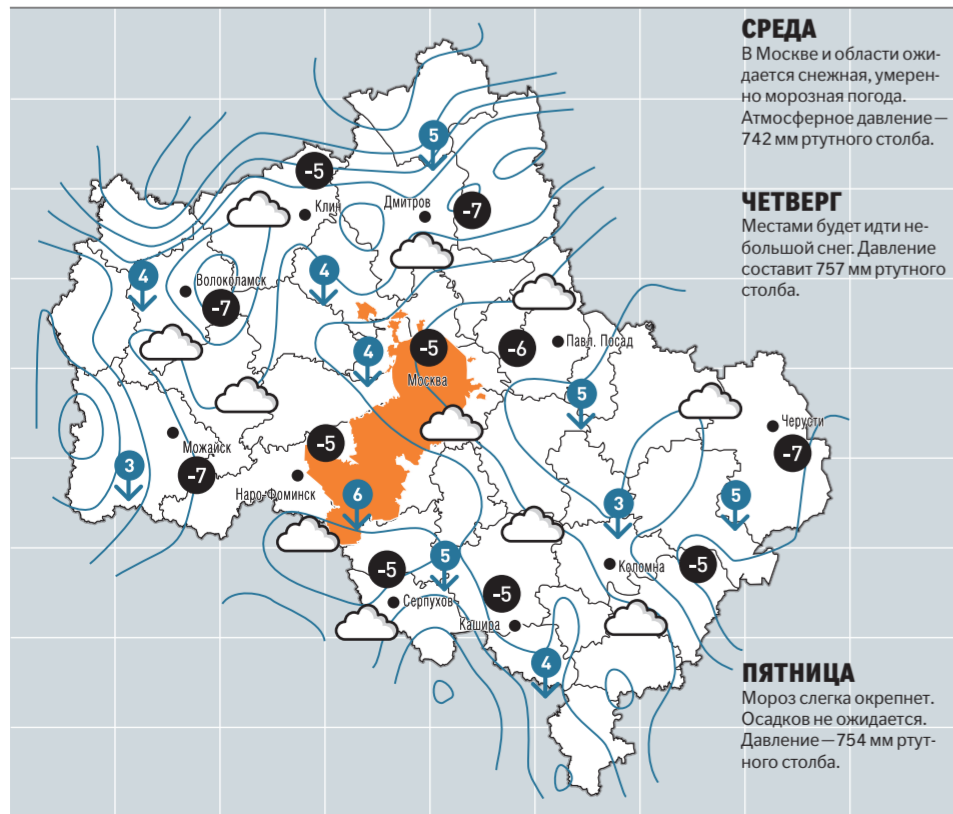 СРЕДА
В Москве и области ожи-
дается снежная, умерен-
но морозная погода.
Атмосферное давление—
742 мм ртутного столба.
ЧЕТВЕРГ
Местами будет идти не-
большой снег. Давление
составит 757 мм ртутного
столба.
ПЯТНИЦА
Мороз слегка окрепнет.
Осадков не ожидается.
Давление—754 мм ртут-
ного столба.
5
-5
Клин
Дмитров
-7
4
Волоколамск
-7
4
4
-5
Москва
-6
Павл. Посад
5
Черусти
-7
Можайск
3
-7
-5
Наро-Фоминск
6
3
5
5
-5
Серпухов
-5
Кашира
Коломна
-5
4